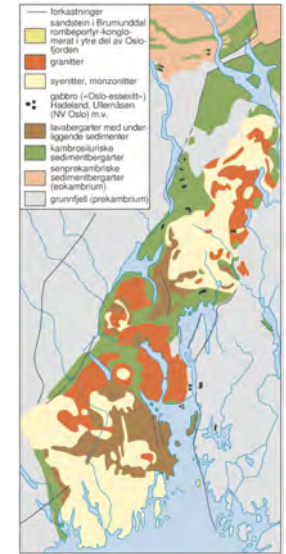 forkastninger
sandstein i Brumunddal
rombeporfyr-konglo-
merat i ytre del av Oslo-
fjorden
granitter
syenitter, monzonitter
gabbro («Oslo-essexitt»)
Hadeland, Ullernåsen
(NV Oslo) m.v.
lavabergarter med under-
liggende sedimenter
kambrosiluriske
sedimentbergarter
senprekambriske
sedimentbergarter
(eokambrium)
grunnfjell (prekambrium)